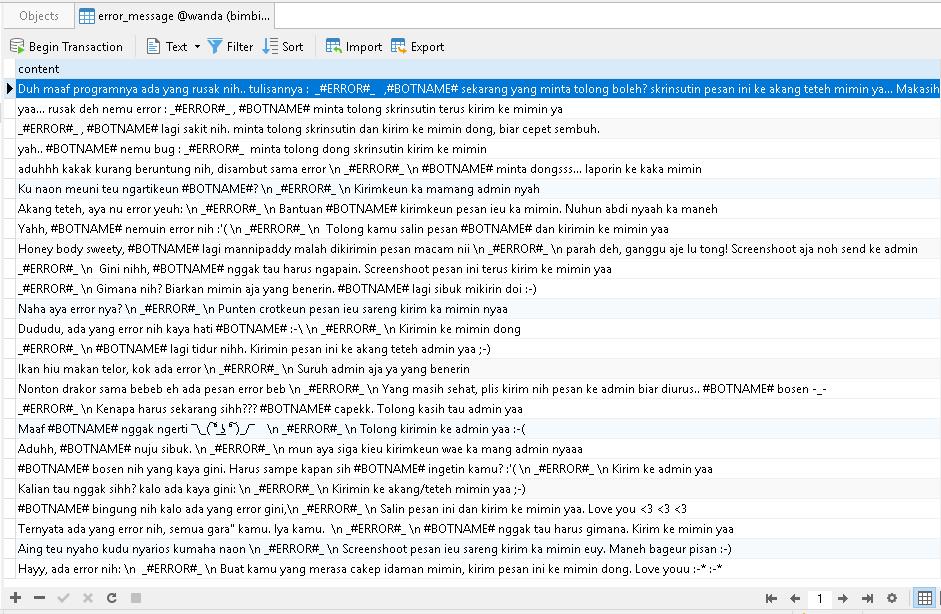 Objects
error_message @wanda (bimbi...
Begin Transaction Text Filter Sort Import Export
content
Duh maaf programnya ada yang rusak nih.. tulisannya : _#ERROR#_ ,#BOTNAME# sekarang yang minta tolong boleh? skrinsutin pesan ini ke akang teteh mimin ya... Makasih
yaa... rusak deh nemu error : _#ERROR#_ , #BOTNAME# minta tolong skrinsutin terus kirim ke mimin ya
_#ERROR#_ , #BOTNAME# lagi sakit nih. minta tolong skrinsutin dan kirim ke mimin dong, biar cepet sembuh.
yah.. #BOTNAME# nemu bug : _#ERROR#_ minta tolong dong skrinsutin kirim ke mimin
aduhhh kakak kurang beruntung nih, disambut sama error \n _#ERROR#_ \n #BOTNAME# minta dongsss... laporin ke kaka mimin
Ku naon meuni teu ngartikeun #BOTNAME#? \n _#ERROR#_ \n Kirimkeun ka mamang admin nyah
Akang teteh, aya nu error yeuh: \n _#ERROR#_ \n Bantuan #BOTNAME# kirimkeun pesan ieu ka mimin. Nuhun abdi nyaah ka maneh
Yahh, #BOTNAME# nemuin error nih :'( \n _#ERROR#_ \n Tolong kamu salin pesan #BOTNAME# dan kirimin ke mimin yaa
Honey body sweety, #BOTNAME# lagi mannipaddy malah dikirimin pesan macam nii \n _#ERROR#_ \n parah deh, ganggu aje lu tong! Screenshoot aja noh send ke admin
_#ERROR#_ \n Gini nihh, #BOTNAME# nggak tau harus ngapain. Screenshoot pesan ini terus kirim ke mimin yaa
_#ERROR#_ \n Gimana nih? Biarkan mimin aja yang benerin. #BOTNAME# lagi sibuk mikirin doi :-)
Naha aya error nya? \n _#ERROR#_ \n Punten crotkeun pesan ieu sareng kirim ka mimin nyaa
Dududu, ada yang error nih kaya hati #BOTNAME# :-\ \n _#ERROR#_ \n Kirimin ke mimin dong
_#ERROR#_ \n #BOTNAME# lagi tidur nihh. Kirimin pesan ini ke akang teteh admin yaa ;-)
Ikan hiu makan telor, kok ada error \n _#ERROR#_ \n Suruh admin aja ya yang benerin
Nonton drakor sama bebeb eh ada pesan error beb \n _#ERROR#_ \n Yang masih sehat, plis kirim nih pesan ke admin biar diurus.. #BOTNAME# bosen -_-
_#ERROR#_ \n Kenapa harus sekarang sihh??? #BOTNAME# capekk. Tolong kasih tau admin yaa
Maaf #BOTNAME# nggak ngerti ¯\_( ͡° ͜ʖ ͡°)_/¯ \n _#ERROR#_ \n Tolong kirimin ke admin yaa :-(
Aduhh, #BOTNAME# nuju sibuk. \n _#ERROR#_ \n mun aya siga kieu kirimkeun wae ka mang admin nyaaa
#BOTNAME# bosen nih yang kaya gini. Harus sampe kapan sih #BOTNAME# ingetin kamu? :'( \n _#ERROR#_ \n Kirim ke admin yaa
Kalian tau nggak sihh? kalo ada kaya gini: \n _#ERROR#_ \n Kirimin ke akang/teteh mimin yaa ;-)
#BOTNAME# bingung nih kalo ada yang error gini,\n _#ERROR#_ \n Salin pesan ini dan kirim ke mimin yaa. Love you <3 <3 <3
Ternyata ada yang error nih, semua gara" kamu. Iya kamu. \n _#ERROR#_ \n #BOTNAME# nggak tau harus gimana. Kirim ke mimin yaa
Aing teu nyaho kudu nyarios kumaha naon \n _#ERROR#_ \n Screenshoot pesan ieu sareng kirim ka mimin euy. Maneh bageur pisan :-)
Hayy, ada error nih: \n _#ERROR#_ \n Buat kamu yang merasa cakep idaman mimin, kirim pesan ini ke mimin dong. Love youu :-* :-*
1